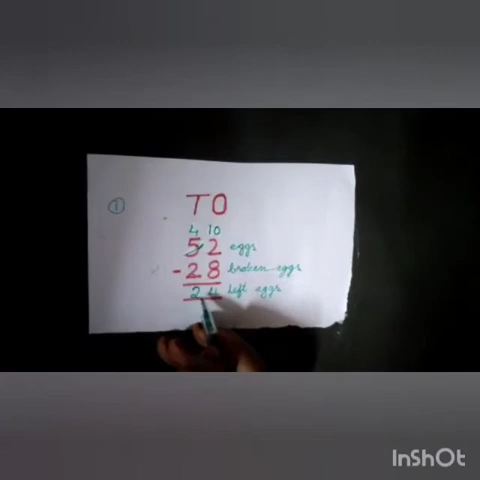 ①
TO
4 10
52 eggs
- 28 broken eggs
24 left eggs
InShOt